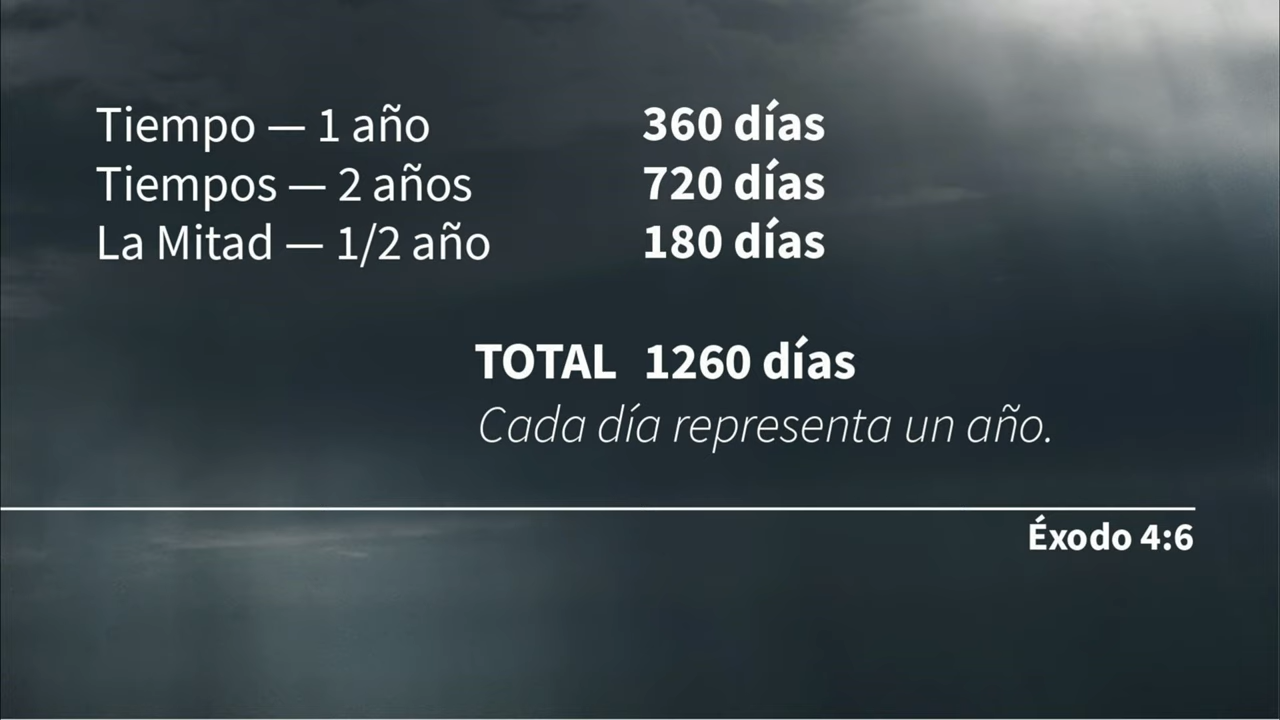 Tiempo — 1 año 360 días
Tiempos — 2 años 720 días
La Mitad — 1/2 año 180 días
TOTAL 1260 días
Cada día representa un año.
Éxodo 4:6